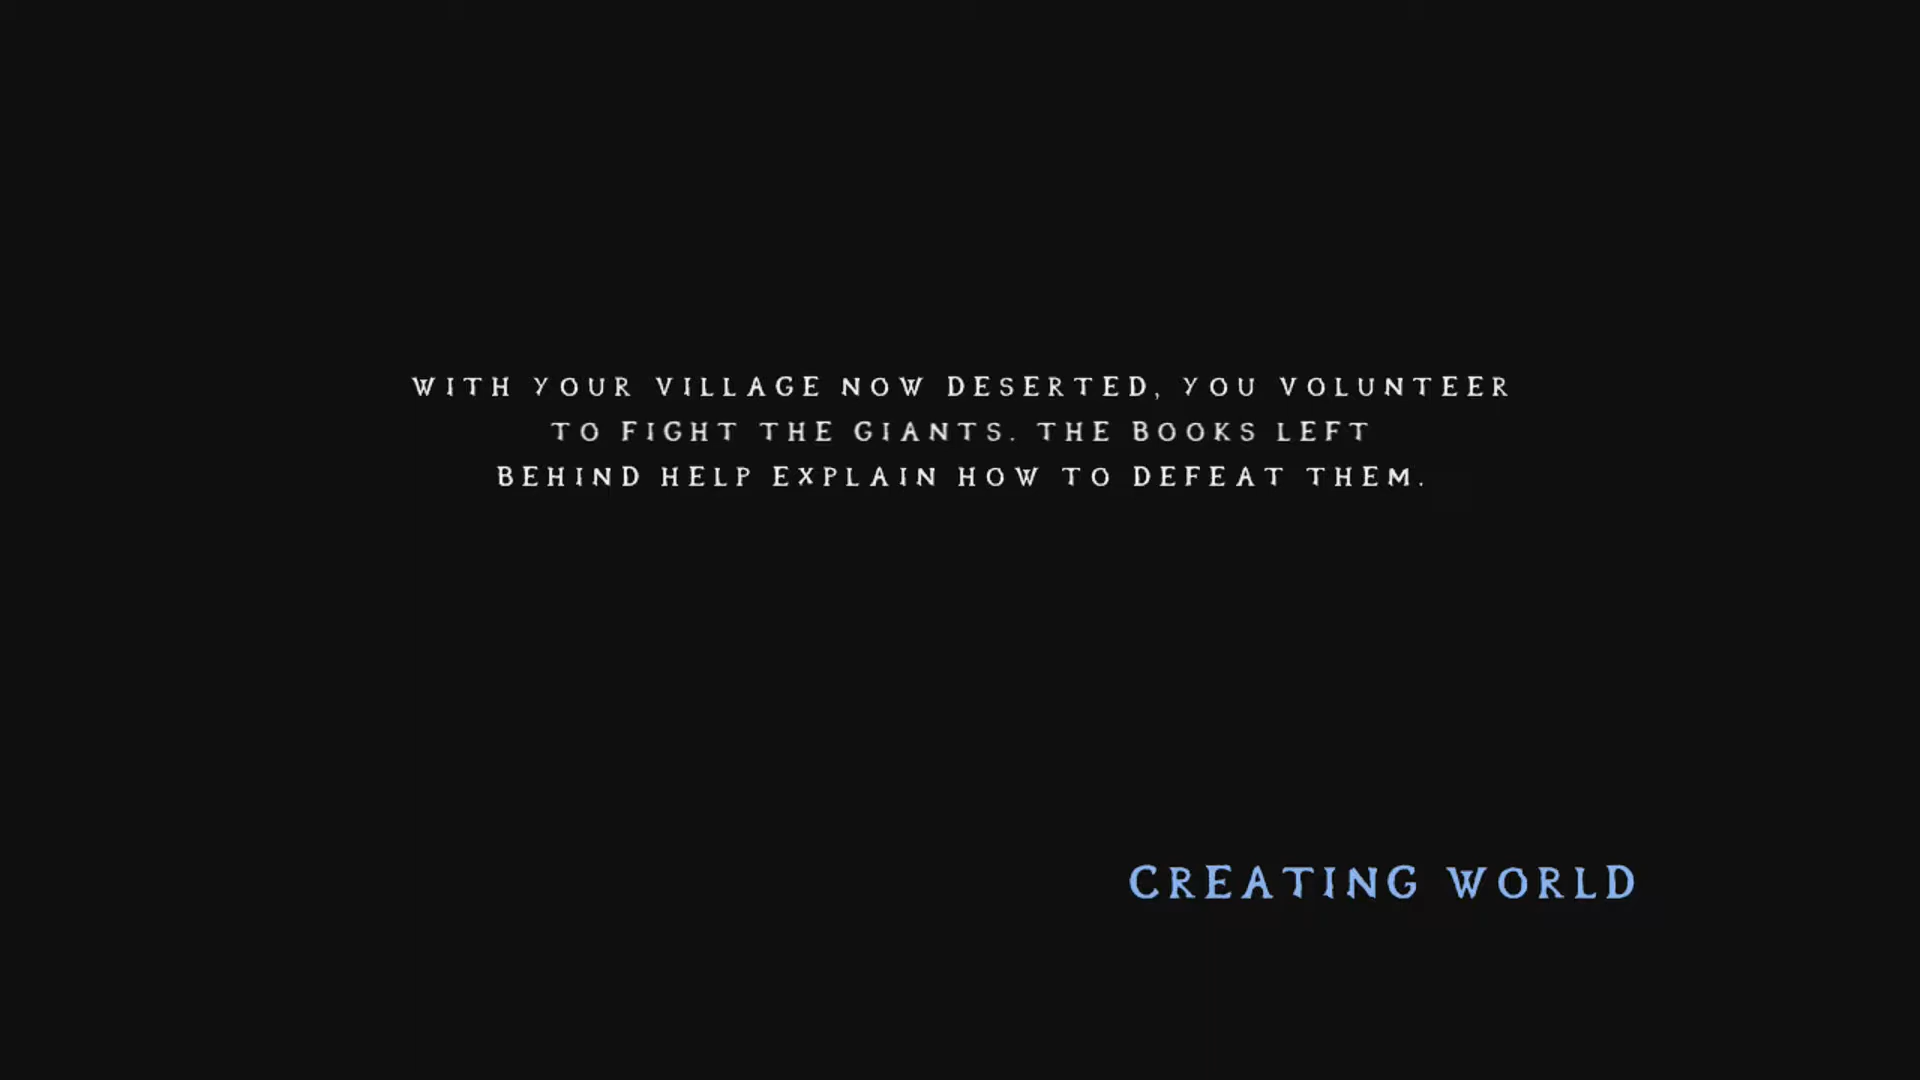 WITH YOUR VILLAGE NOW DESERTED, YOU VOLUNTEER
TO FIGHT THE GIANTS. THE BOOKS LEFT
BEHIND HELP EXPLAIN HOW TO DEFEAT THEM.
CREATING WORLD